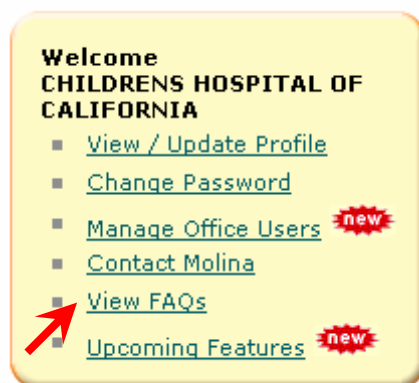 Welcome
CHILDRENS HOSPITAL OF
CALIFORNIA
View / Update Profile
Change Password
Manage Office Users new
Contact Molina
View FAQs
Upcoming Features new